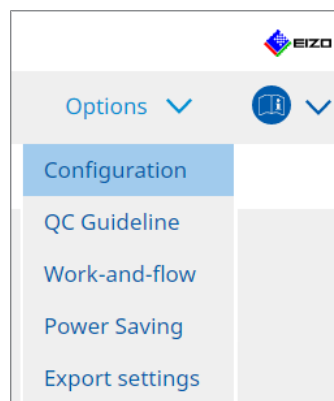 EIZO
Options
Configuration
QC Guideline
Work-and-flow
Power Saving
Export settings